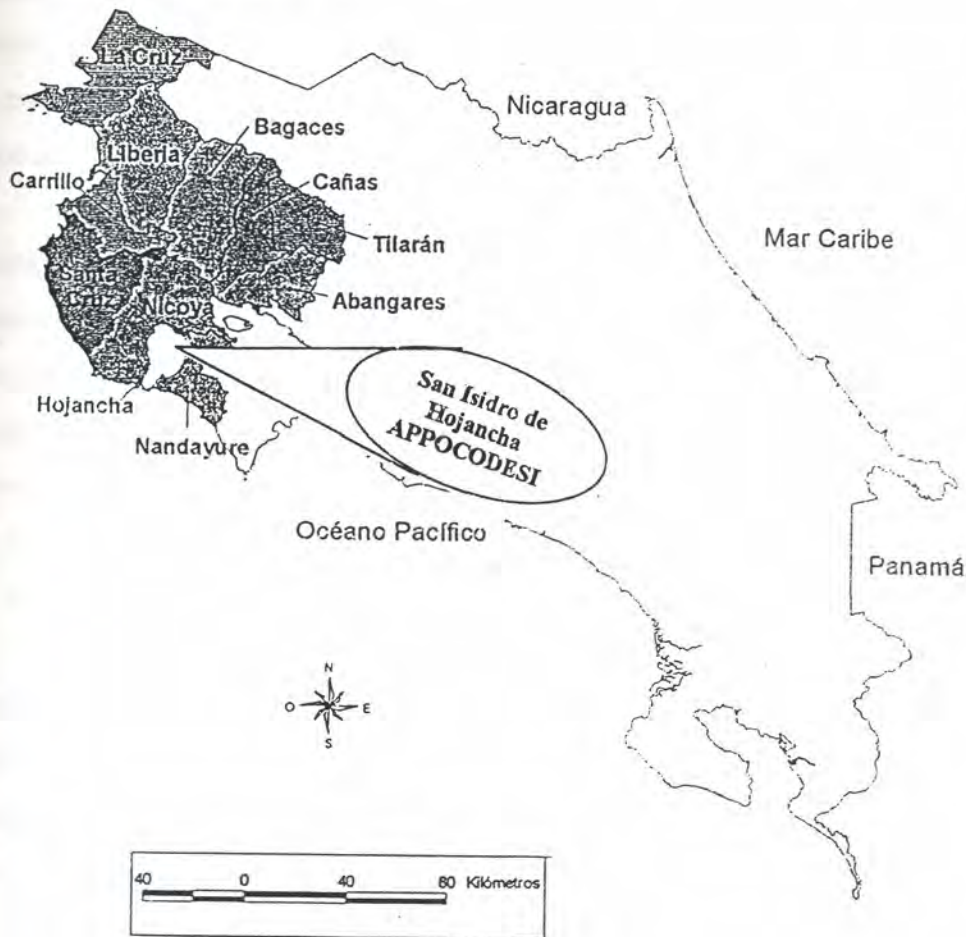 La Cruz
Nicaragua
Bagaces
Liberia
Carrillo
Cañas
Mar Caribe
Tilarán
Santa
Cruz
Nicoya
Abangares
San Ísidro de
Hojancha
APPOCODESI
Hojancha
Nandayure
Océano Pacífico
Panamá
N
O
E
S
40 0 40 80 Kilómetros